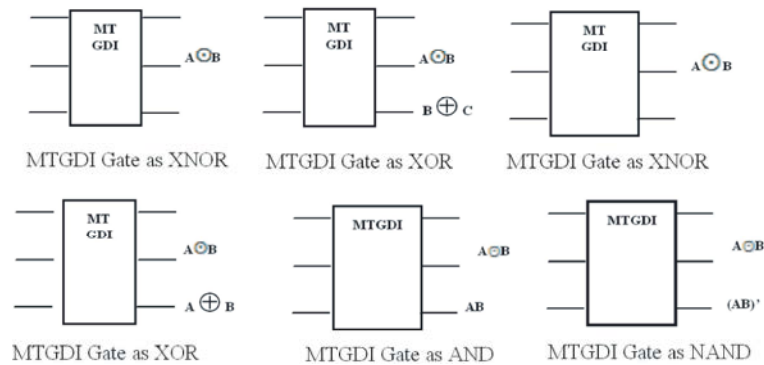 MT
GDI
A⊙B
MTGDI Gate as XNOR
MT
GDI
A⊙B
B ⊕ C
MTGDI Gate as XOR
MT
GDI
A⊙B
MTGDI Gate as XNOR
MT
GDI
A⊙B
A ⊕ B
MTGDI Gate as XOR
MTGDI
A⊙B
AB
MTGDI Gate as AND
MTGDI
A⊙B
(AB)’
MTGDI Gate as NAND